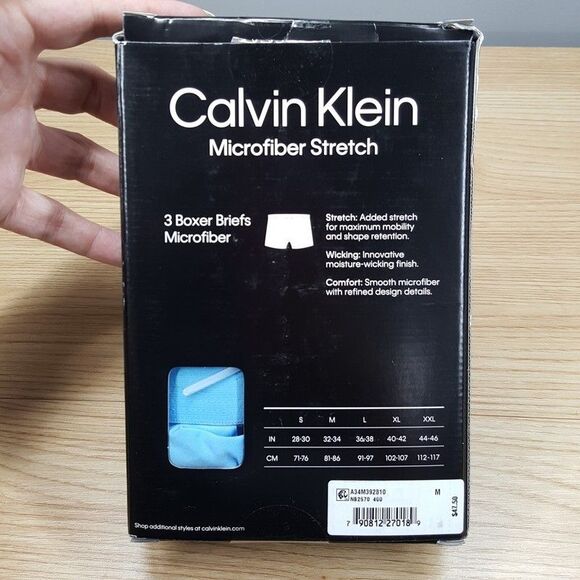 Calvin Klein
Microfiber Stretch
3 Boxer Briefs
Microfiber
Stretch: Added stretch
for maximum mobility
and shape retention.
Wicking: Innovative
moisture-wicking finish.
Comfort: Smooth microfiber
with refined design details.
S M L XL XXL
IN 28-30 32-34 36-38 40-42 44-46
CM 71-76 81-86 91-97 102-107 112-117
A34M392810 M
NB2570 400
7 90812 27018 9
$47.50
Shop additional styles at calvinklein.com